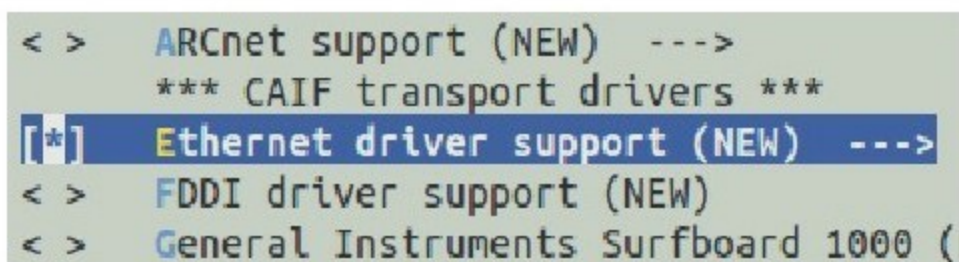 < > ARCnet support (NEW) --->
*** CAIF transport drivers ***
[*] Ethernet driver support (NEW) --->
< > FDDI driver support (NEW)
< > General Instruments Surfboard 1000 (